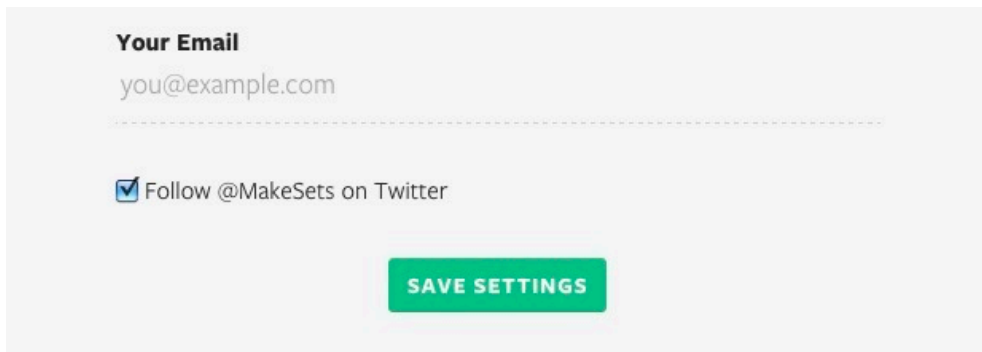 Your Email
you@example.com
Follow @MakeSets on Twitter
SAVE SETTINGS